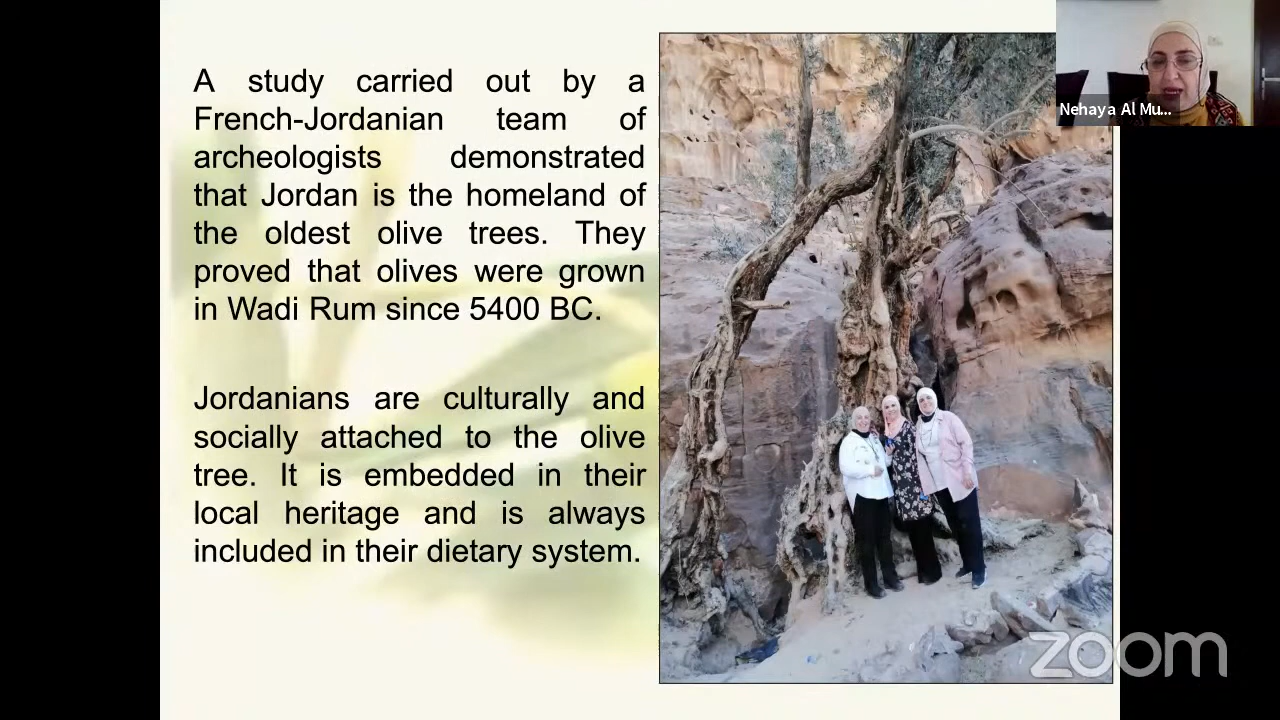 A study carried out by a
French-Jordanian team of
archeologists demonstrated
that Jordan is the homeland of
the oldest olive trees. They
proved that olives were grown
in Wadi Rum since 5400 BC.
Jordanians are culturally and
socially attached to the olive
tree. It is embedded in their
local heritage and is always
included in their dietary system.
Nehaya Al Mu...
zoom